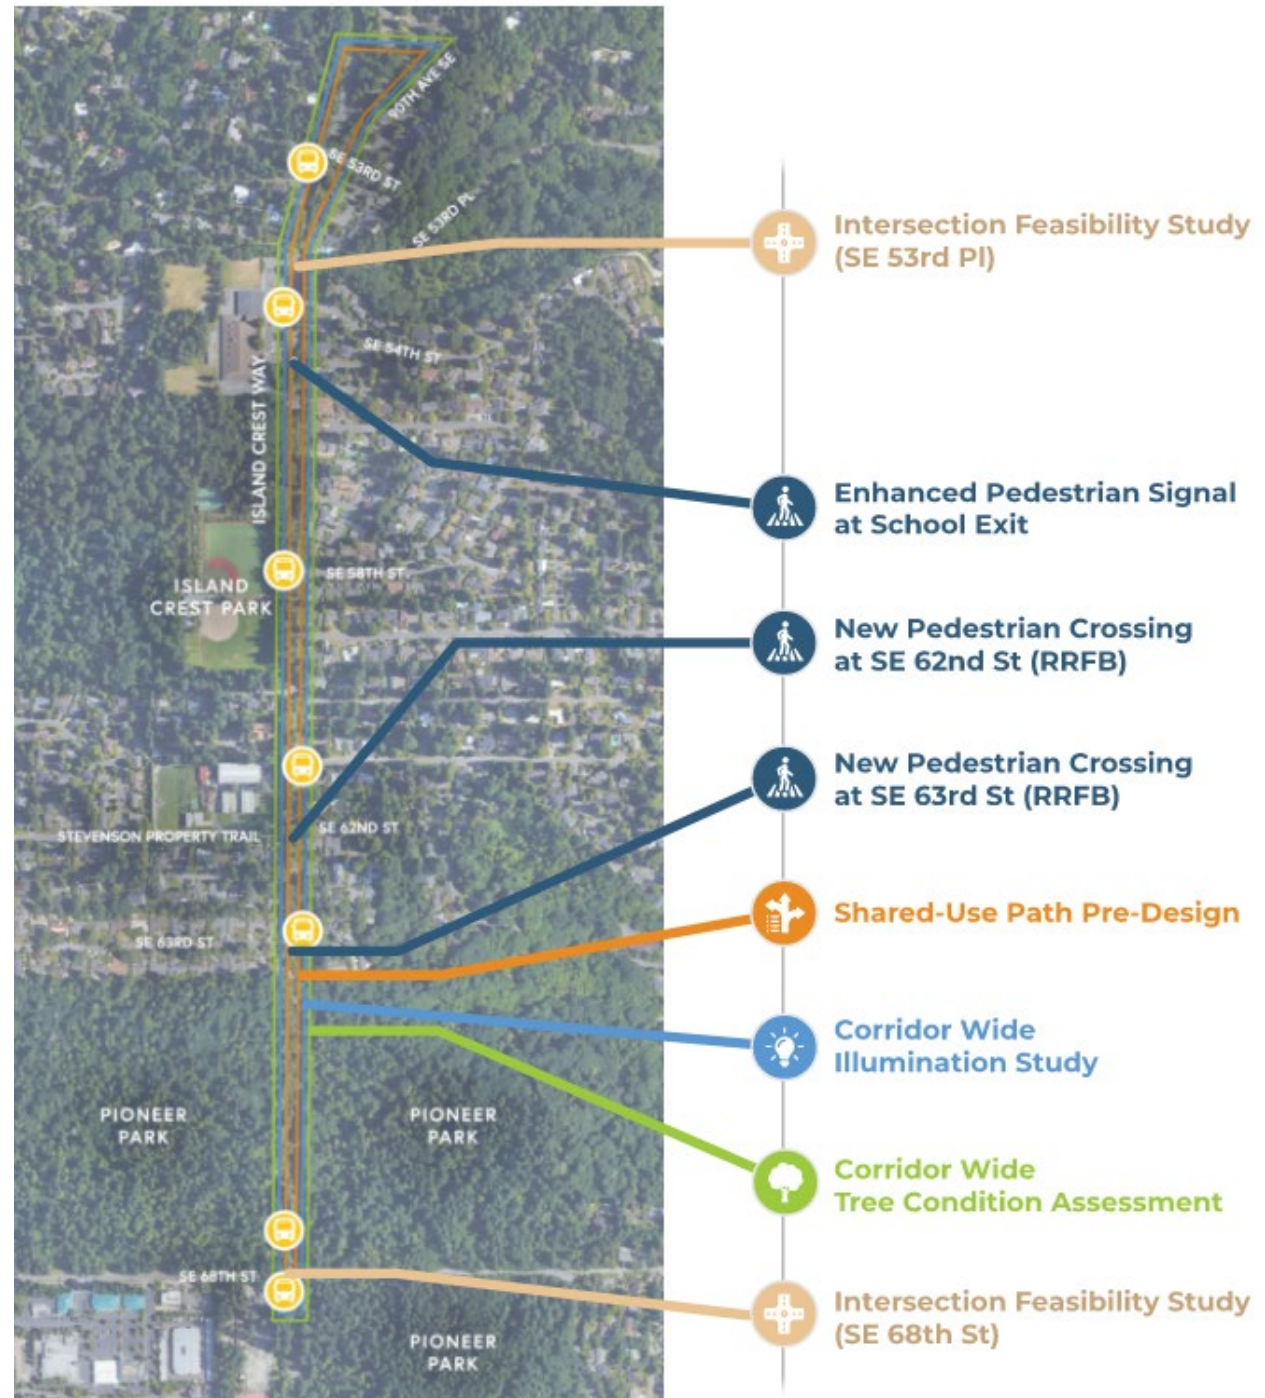 90TH AVE SE
SE 53RD ST
SE 53RD PL
SE 54TH ST
ISLAND CREST WAY
SE 58TH ST
ISLAND
CREST PARK
SE 62ND ST
STEVENSON PROPERTY TRAIL
SE 63RD ST
PIONEER
PARK
PIONEER
PARK
SE 68TH ST
PIONEER
PARK
Intersection Feasibility Study
(SE 53rd Pl)
Enhanced Pedestrian Signal
at School Exit
New Pedestrian Crossing
at SE 62nd St (RRFB)
New Pedestrian Crossing
at SE 63rd St (RRFB)
Shared-Use Path Pre-Design
Corridor Wide
Illumination Study
Corridor Wide
Tree Condition Assessment
Intersection Feasibility Study
(SE 68th St)